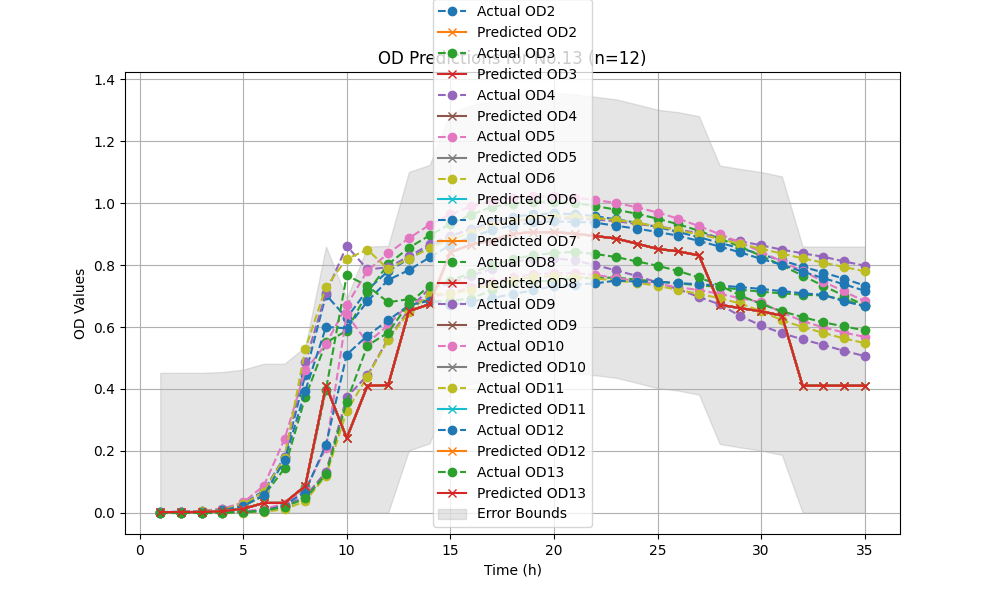 Actual OD2
Predicted OD2
Actual OD3
OD Predictions for No.13 (n=12)
Predicted OD3
Actual OD4
Predicted OD4
Actual OD5
Predicted OD5
Actual OD6
Predicted OD6
Actual OD7
Predicted OD7
Actual OD8
Predicted OD8
Actual OD9
Predicted OD9
Actual OD10
Predicted OD10
Actual OD11
Predicted OD11
Actual OD12
Predicted OD12
Actual OD13
Predicted OD13
Error Bounds
1.4
1.2
1.0
0.8
0.6
0.4
0.2
0.0
OD Values
0 5 10 15 20 25 30 35
Time (h)